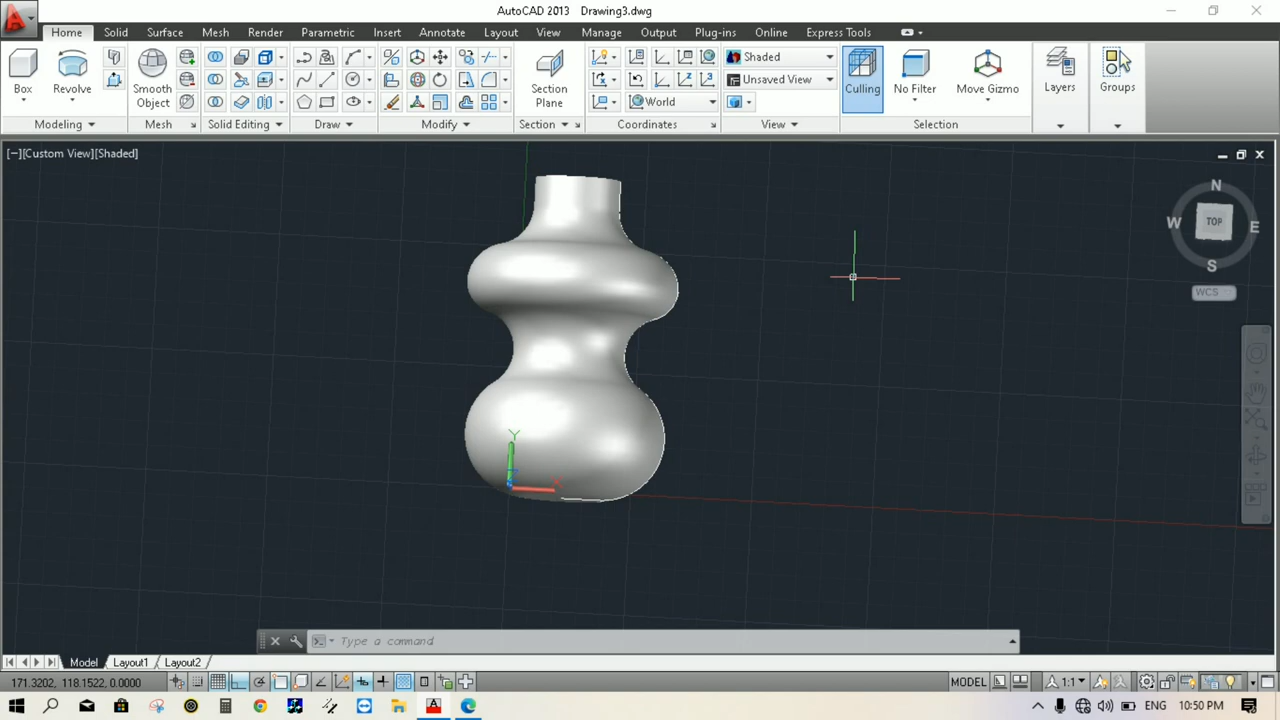 AutoCAD 2013 Drawing3.dwg
Home Solid Surface Mesh Render Parametric Insert Annotate Layout View Manage Output Plug-ins Online Express Tools
Shaded
Unsaved View
World
Box Revolve Smooth Object Section Plane Culling No Filter Move Gizmo Layers Groups
Modeling Mesh Solid Editing Draw Modify Section Coordinates View Selection
[−][Custom View][Shaded]
N
W TOP E
S
WCS
Y
X
Type a command
Model Layout1 Layout2
171.3202, 118.1522, 0.0000 MODEL 1:1
10:50 PM